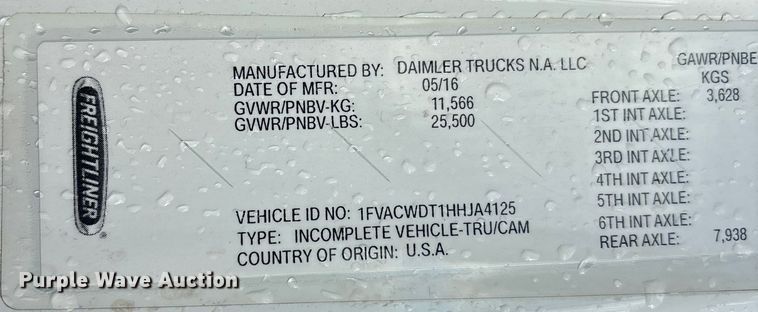 FREIGHTLINER
MANUFACTURED BY: DAIMLER TRUCKS N.A. LLC
DATE OF MFR: 05/16
GVWR/PNBV-KG: 11,566
GVWR/PNBV-LBS: 25,500
VEHICLE ID NO: 1FVACWDT1HHJA4125
TYPE: INCOMPLETE VEHICLE-TRU/CAM
COUNTRY OF ORIGIN: U.S.A.
GAWR/PNBE
KGS
FRONT AXLE: 3,628
1ST INT AXLE:
2ND INT AXLE:
3RD INT AXLE:
4TH INT AXLE:
5TH INT AXLE:
6TH INT AXLE:
REAR AXLE: 7,938
Purple Wave Auction